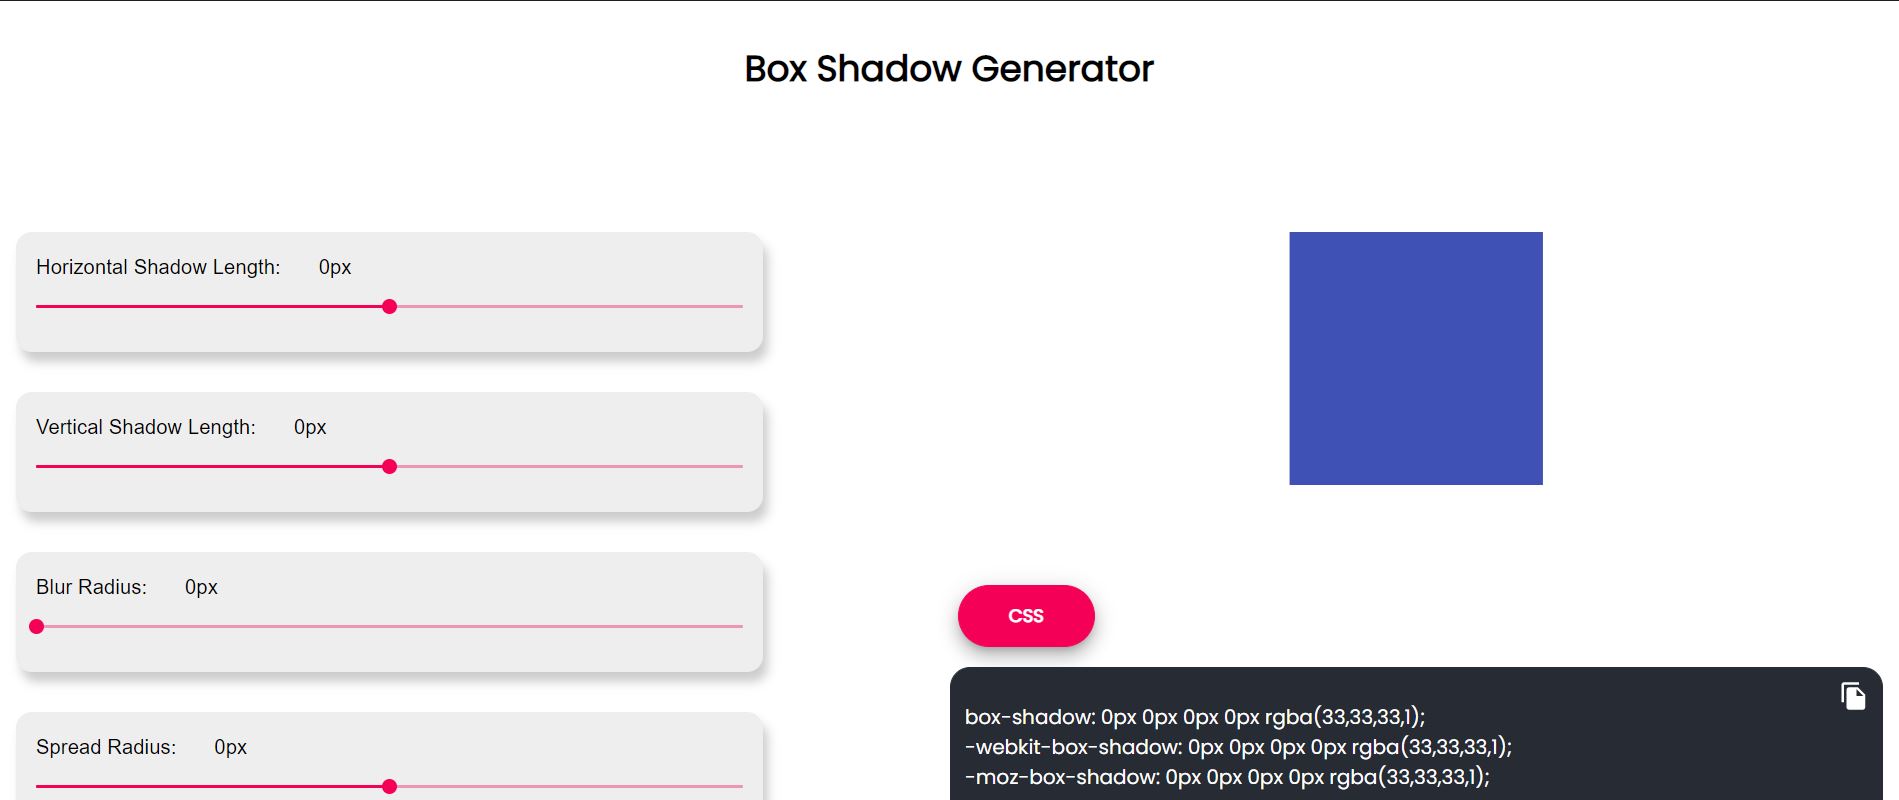 Box Shadow Generator
Horizontal Shadow Length: 0px
Vertical Shadow Length: 0px
Blur Radius: 0px
Spread Radius: 0px
CSS
box-shadow: 0px 0px 0px 0px rgba(33,33,33,1);
-webkit-box-shadow: 0px 0px 0px 0px rgba(33,33,33,1);
-moz-box-shadow: 0px 0px 0px 0px rgba(33,33,33,1);